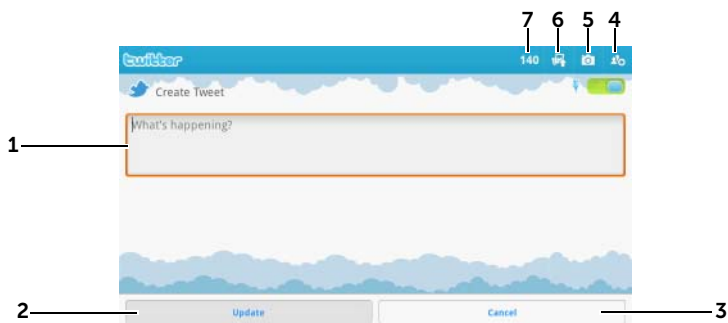 7 6 5 4
twitter 140
Create Tweet
What's happening?
1
2 Update Cancel 3